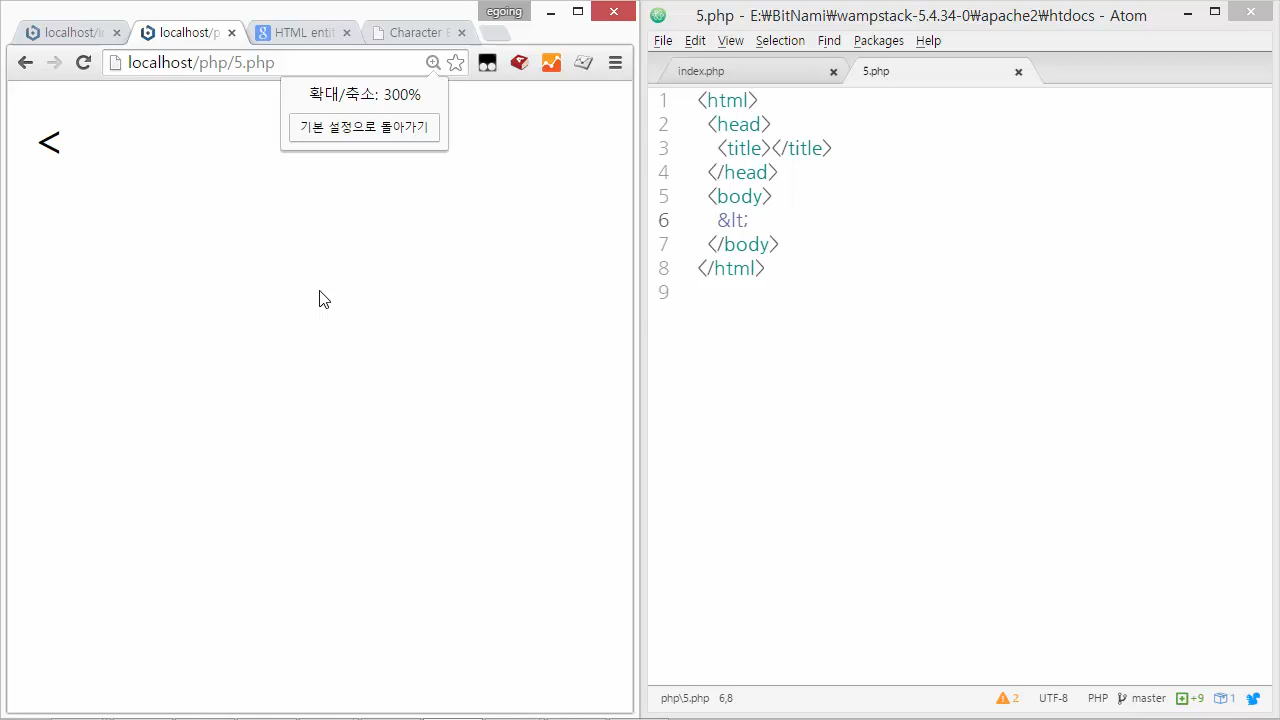 egoing
localhost/i
localhost/p
HTML enti
Character E
localhost/php/5.php
확대/축소: 300%
기본 설정으로 돌아가기
<
5.php - E:₩BitNami₩wampstack-5.4.34-0₩apache2₩htdocs - Atom
File Edit View Selection Find Packages Help
index.php
5.php
1 <html>
2 <head>
3 <title></title>
4 </head>
5 <body>
6 &lt;
7 </body>
8 </html>
9
php\5.php 6,8
2 UTF-8 PHP master +9 1